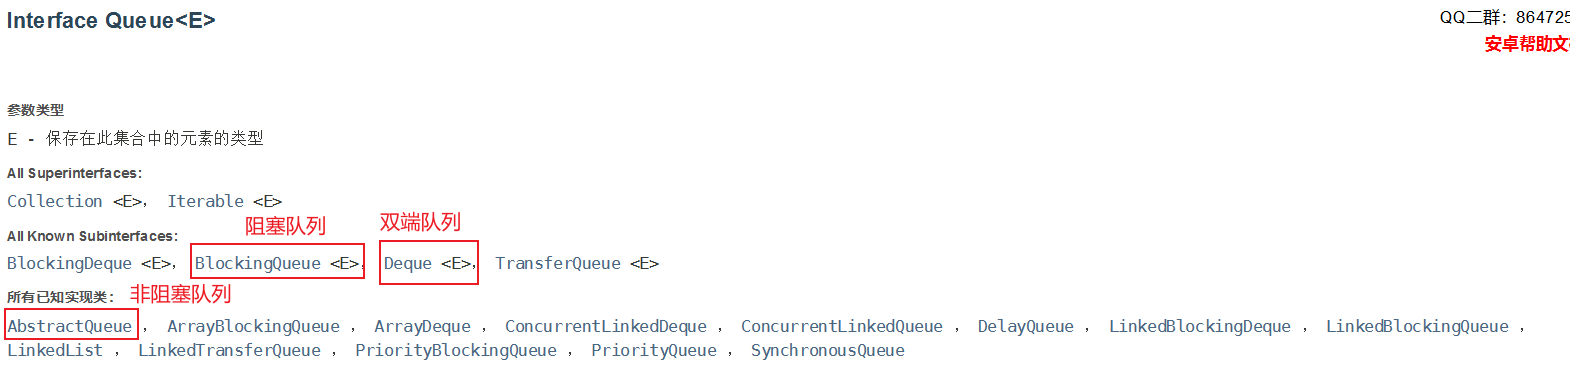 Interface Queue<E>
QQ二群：864725
安卓帮助文
参数类型
E - 保存在此集合中的元素的类型
All Superinterfaces:
Collection <E>， Iterable <E>
阻塞队列 双端队列
All Known Subinterfaces:
BlockingDeque <E>， BlockingQueue <E>， Deque <E>， TransferQueue <E>
所有已知实现类： 非阻塞队列
AbstractQueue ， ArrayBlockingQueue ， ArrayDeque ， ConcurrentLinkedDeque ， ConcurrentLinkedQueue ， DelayQueue ， LinkedBlockingDeque ， LinkedBlockingQueue ，
LinkedList ， LinkedTransferQueue ， PriorityBlockingQueue ， PriorityQueue ， SynchronousQueue